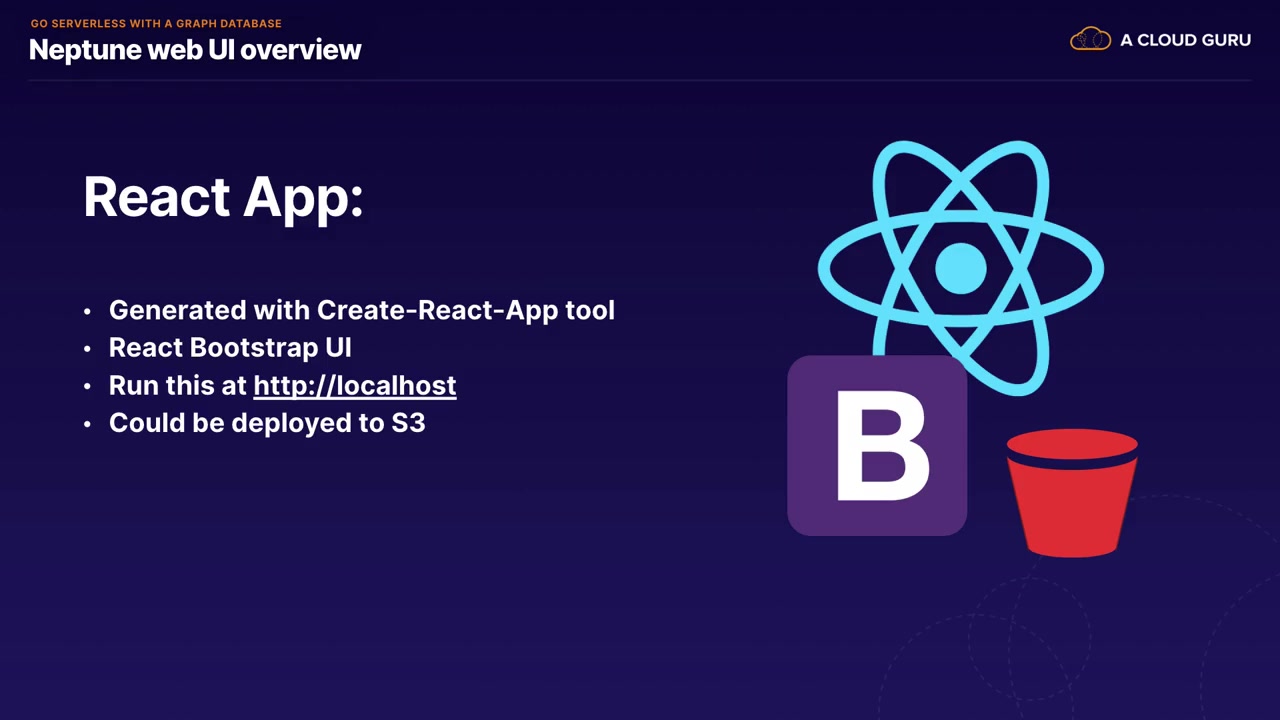 GO SERVERLESS WITH A GRAPH DATABASE
Neptune web UI overview
A CLOUD GURU
React App:
• Generated with Create-React-App tool
• React Bootstrap UI
• Run this at http://localhost
• Could be deployed to S3
B